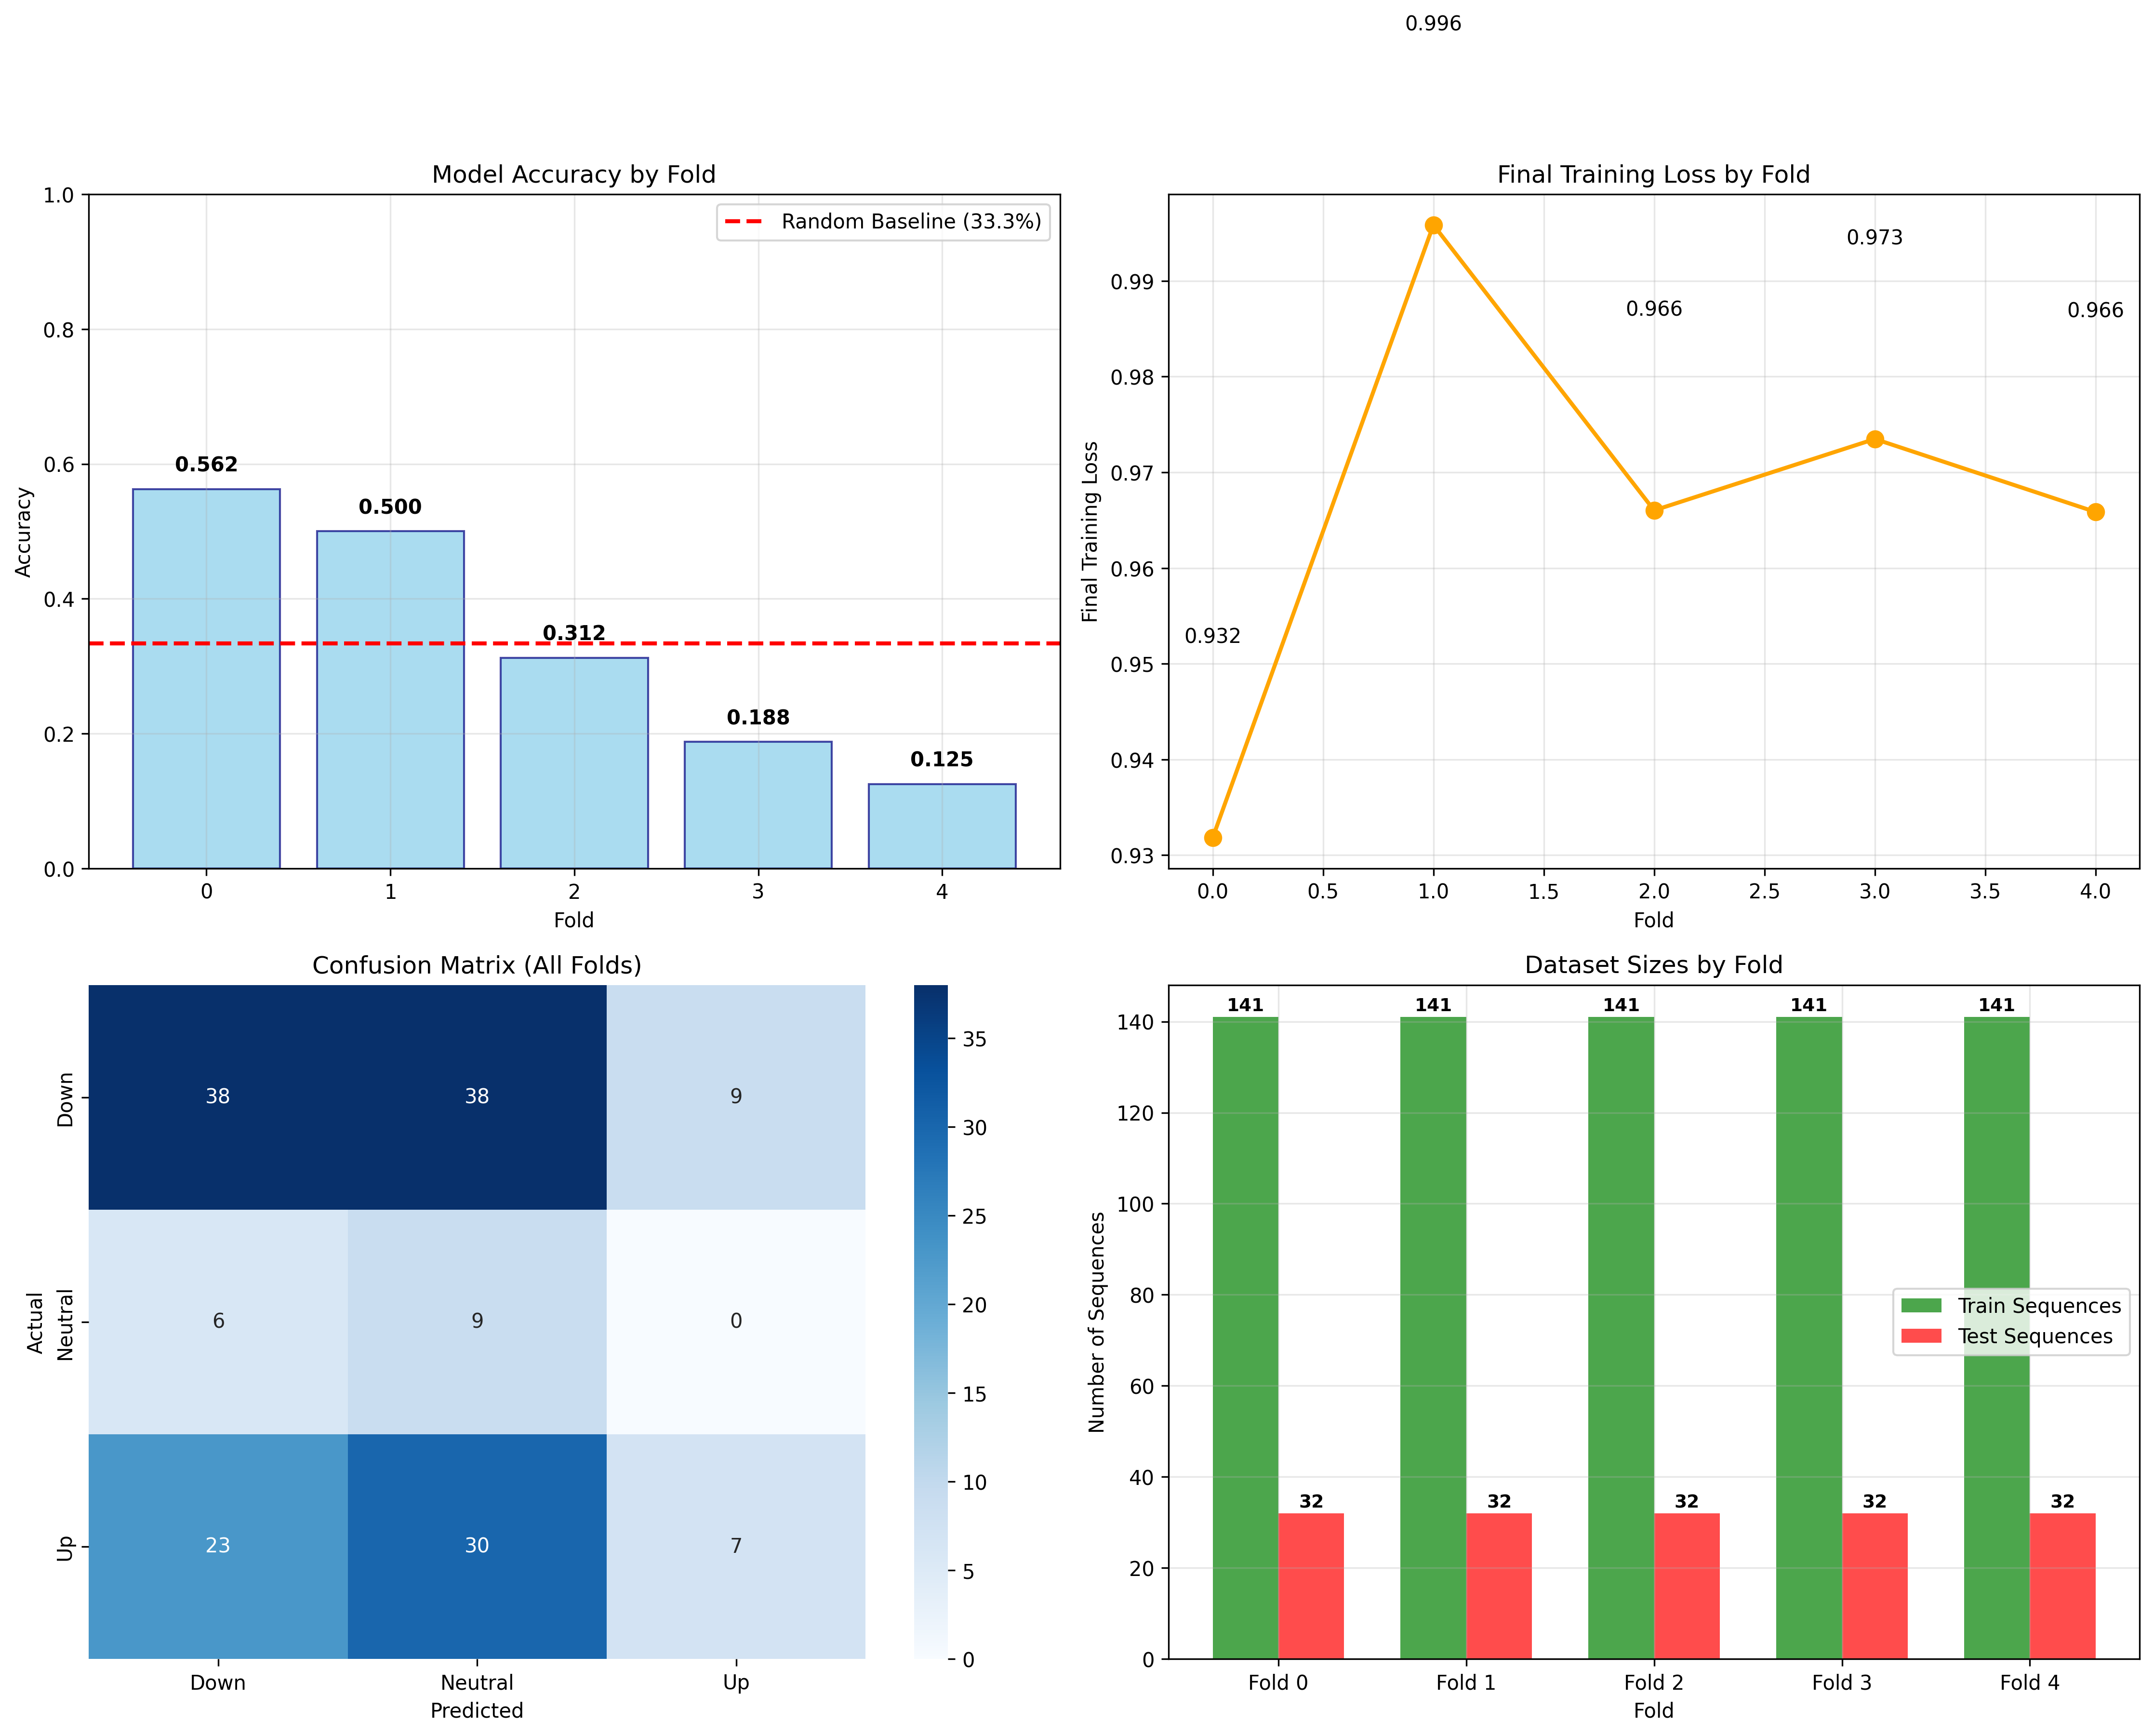 0.996
Model Accuracy by Fold
1.0
0.8
0.6
0.4
0.2
0.0
Accuracy
Random Baseline (33.3%)
0.562
0.500
0.312
0.188
0.125
0 1 2 3 4
Fold
Final Training Loss by Fold
0.99
0.98
0.97
0.96
0.95
0.94
0.93
Final Training Loss
0.973
0.966
0.966
0.932
0.0 0.5 1.0 1.5 2.0 2.5 3.0 3.5 4.0
Fold
Confusion Matrix (All Folds)
Actual
Down
Neutral
Up
38 38 9
6 9 0
23 30 7
Down Neutral Up
Predicted
35
30
25
20
15
10
5
0
Dataset Sizes by Fold
140
120
100
80
60
40
20
0
Number of Sequences
141 141 141 141 141
Train Sequences
Test Sequences
32 32 32 32 32
Fold 0 Fold 1 Fold 2 Fold 3 Fold 4
Fold